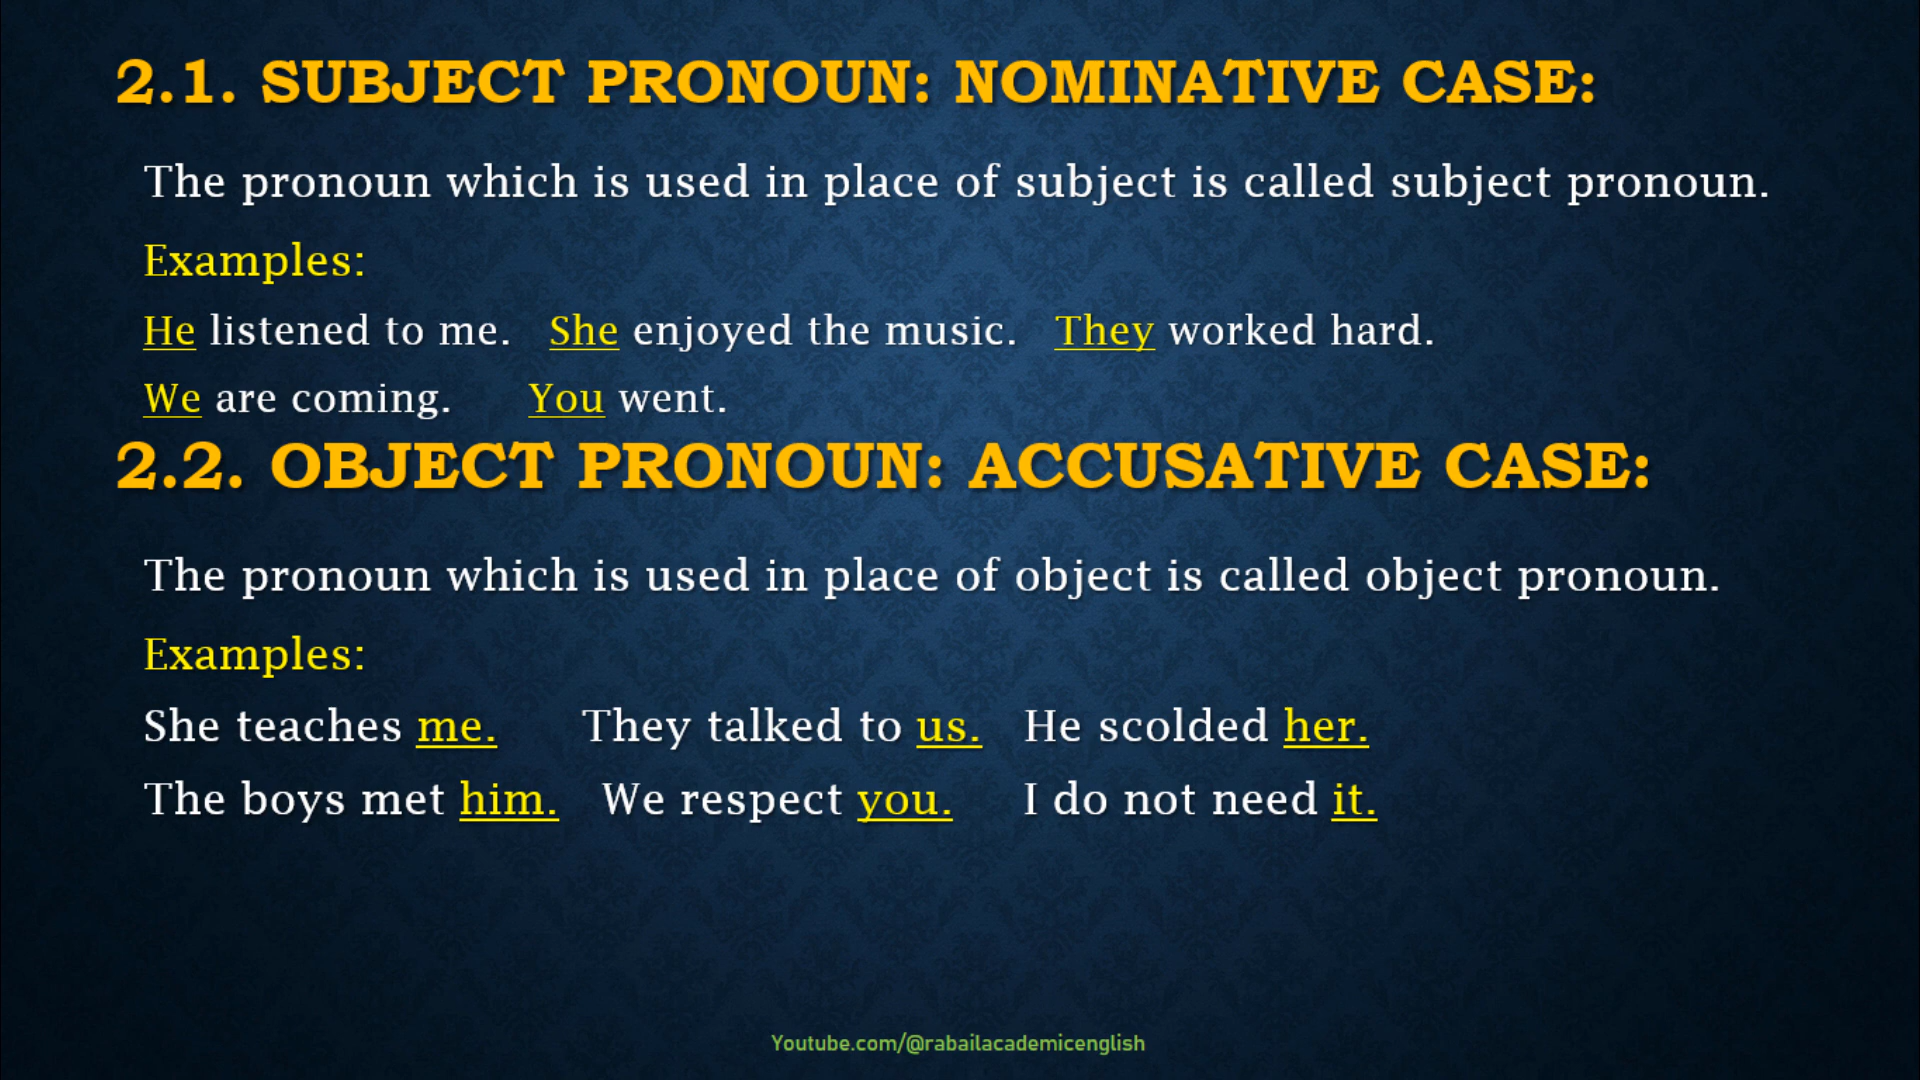 2.1. SUBJECT PRONOUN: NOMINATIVE CASE:
The pronoun which is used in place of subject is called subject pronoun.
Examples:
He listened to me. She enjoyed the music. They worked hard.
We are coming. You went.
2.2. OBJECT PRONOUN: ACCUSATIVE CASE:
The pronoun which is used in place of object is called object pronoun.
Examples:
She teaches me. They talked to us. He scolded her.
The boys met him. We respect you. I do not need it.
Youtube.com/@rabailacademicenglish